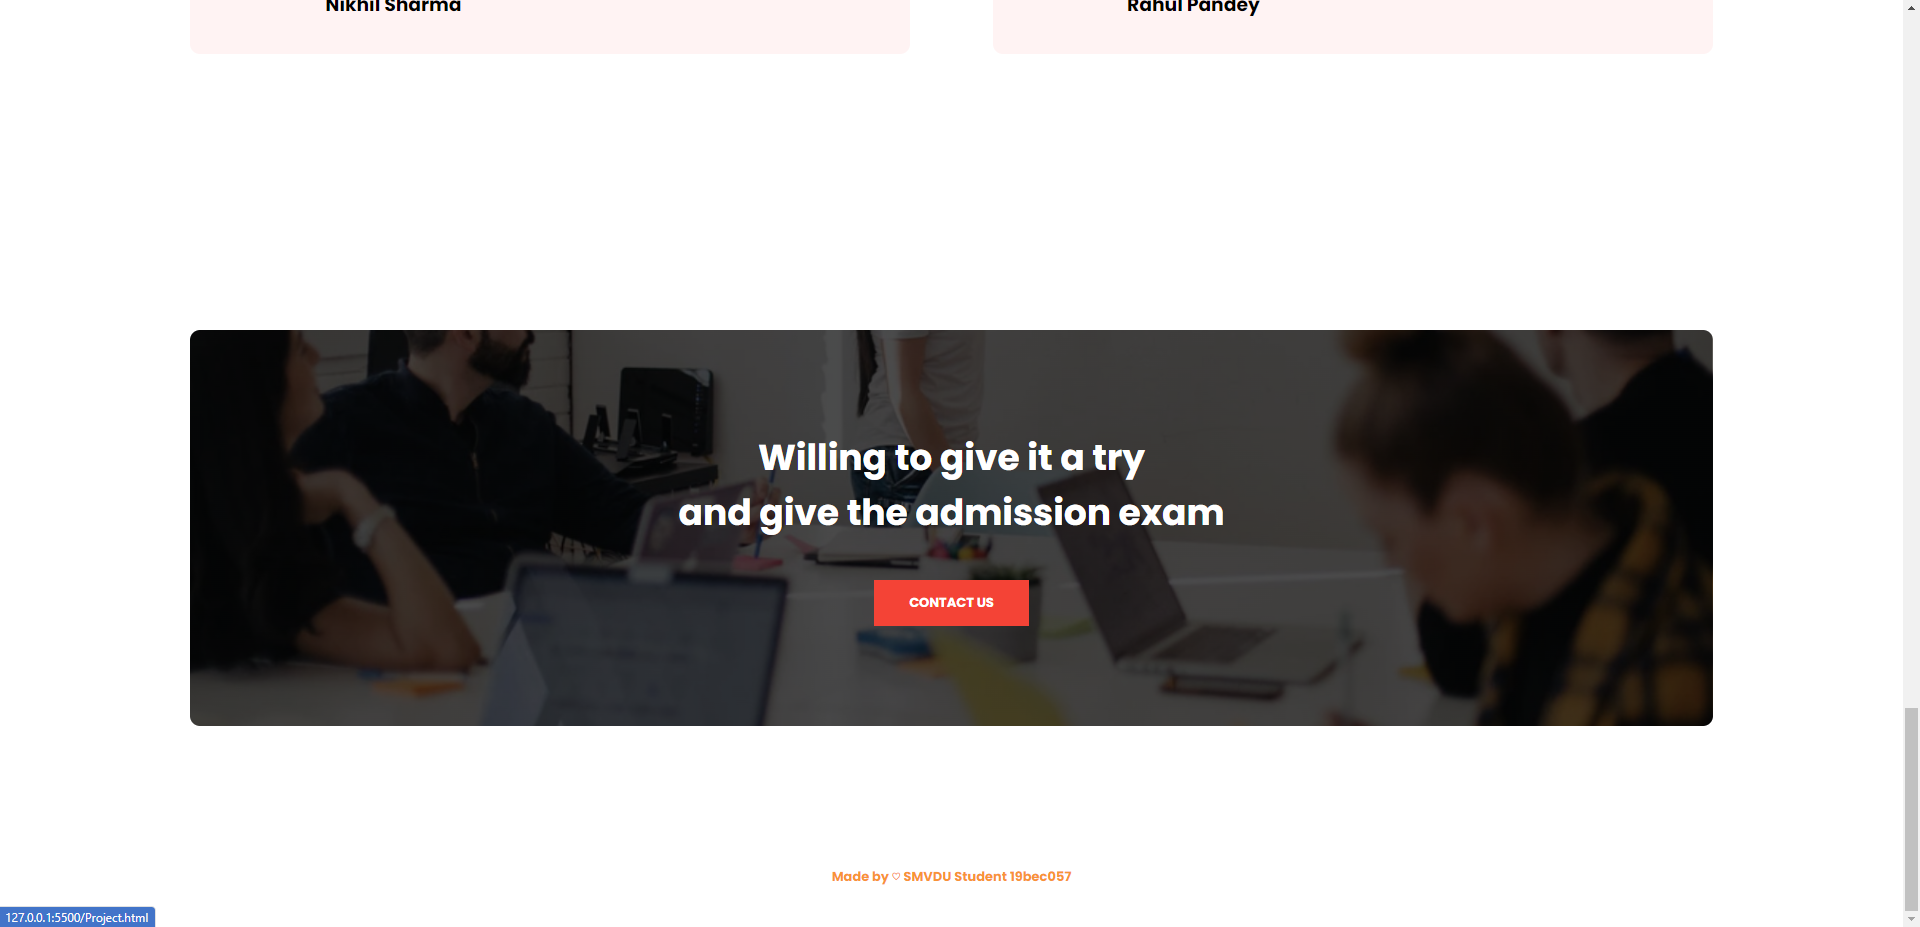 Nikhil Sharma
Rahul Pandey
Willing to give it a try
and give the admission exam
CONTACT US
Made by ♡ SMVDU Student 19bec057
127.0.0.1:5500/Project.html